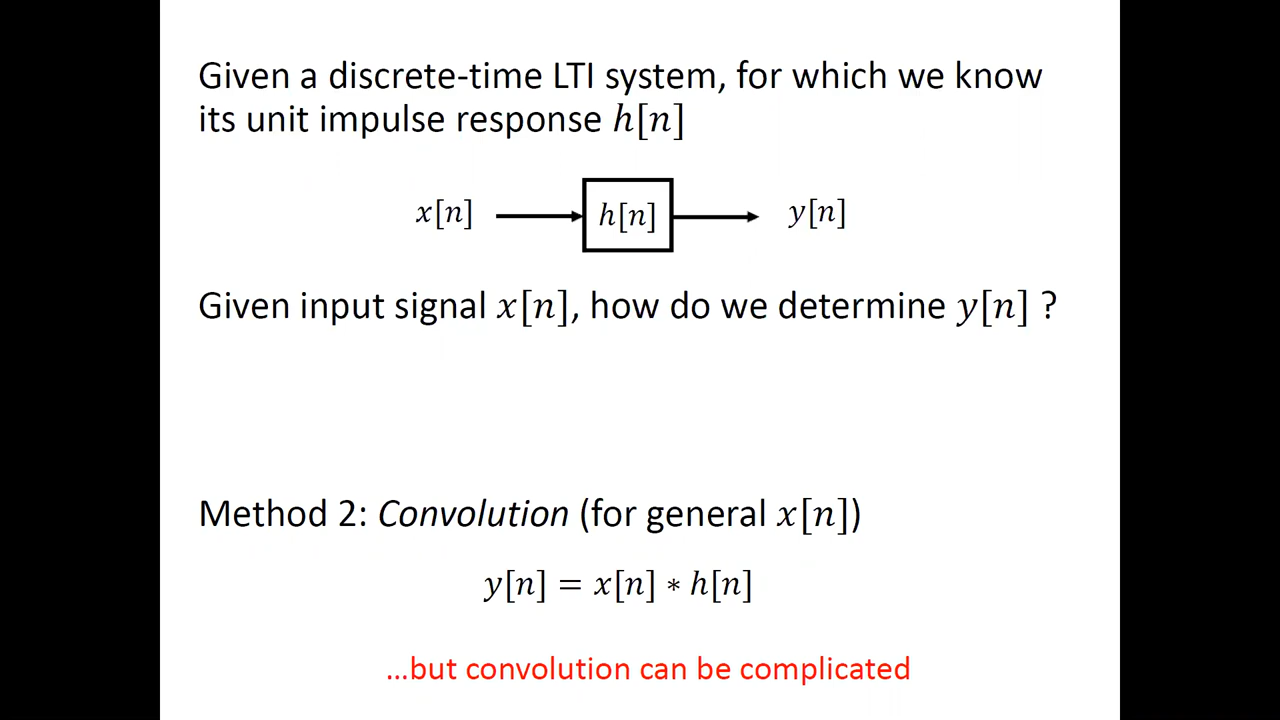 Given a discrete-time LTI system, for which we know
its unit impulse response h[n]
x[n] h[n] y[n]
Given input signal x[n], how do we determine y[n] ?
Method 2: Convolution (for general x[n])
y[n] = x[n] ∗ h[n]
...but convolution can be complicated